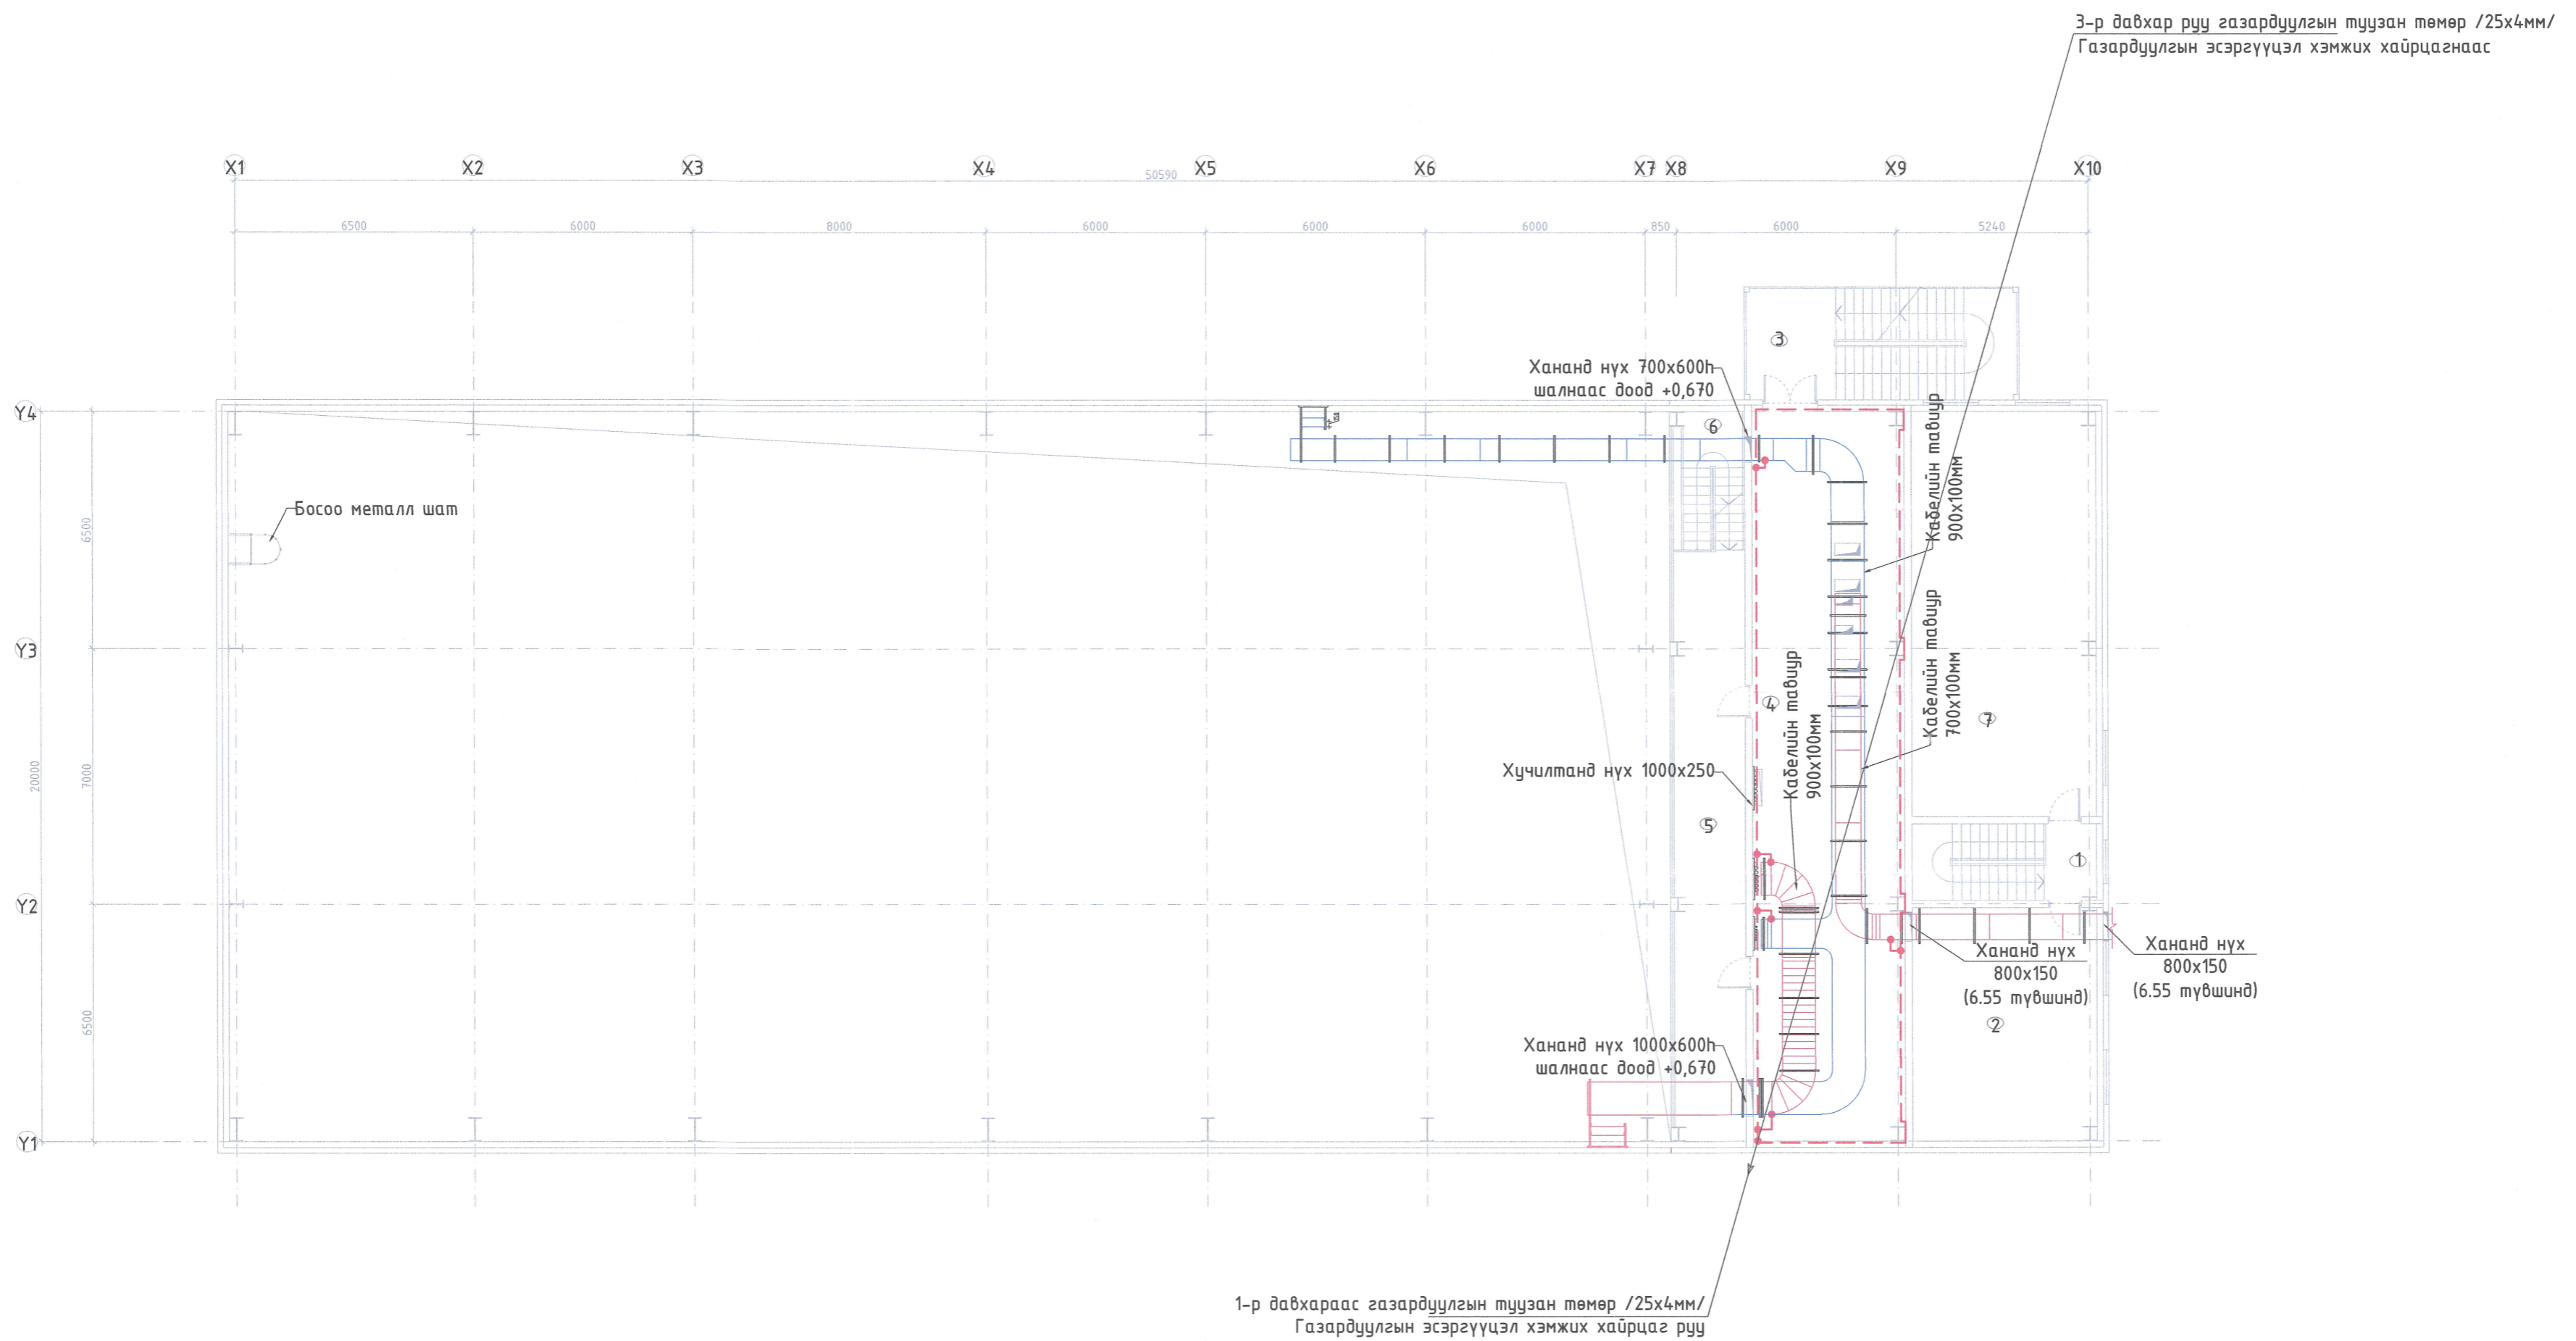 3-р давхар руу газардуулгын туузан төмөр /25х4мм/
Газардуулгын эсэргүүцэл хэмжих хайрцагнаас
X1
X2
X3
X4
X5
X6
X7
X8
X9
X10
50590
6500
6000
8000
6000
6000
6000
850
6000
5240
3
Хананд нүх 700х600h
шалнаас доод +0,670
Y4
6
Кабелийн тавиур
900х100мм
Босоо металл шат
6500
Y3
Кабелийн тавиур
700х100мм
Кабелийн тавиур
900х100мм
4
7
Хучилтанд нүх 1000х250
20000
7000
5
1
Y2
Хананд нүх
800х150
(6.55 түвшинд)
Хананд нүх
800х150
(6.55 түвшинд)
2
6500
Хананд нүх 1000х600h
шалнаас доод +0,670
Y1
1-р давхараас газардуулгын туузан төмөр /25х4мм/
Газардуулгын эсэргүүцэл хэмжих хайрцаг руу